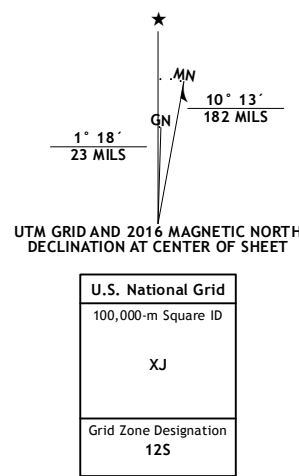 ★
MN
GN
10° 13´
182 MILS
1° 18´
23 MILS
UTM GRID AND 2016 MAGNETIC NORTH
DECLINATION AT CENTER OF SHEET
U.S. National Grid
100,000-m Square ID
XJ
Grid Zone Designation
12S